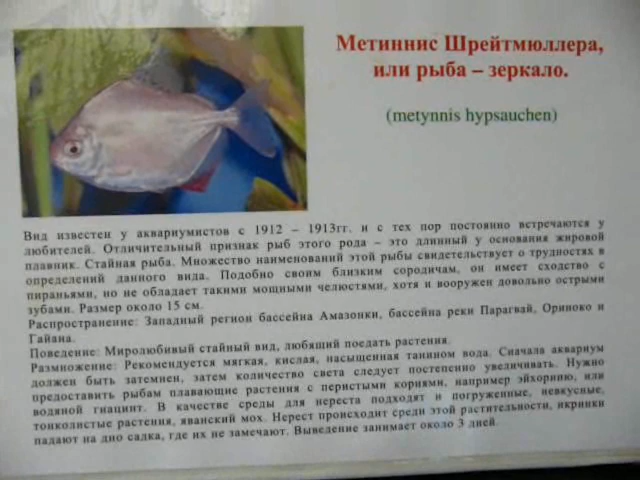 Метиннис Шрейтмюллера,
или рыба – зеркало.
(metynnis hypsauchen)
Вид известен у аквариумистов с 1912 – 1913гг. и с тех пор постоянно встречаются у
любителей. Отличительный признак рыб этого рода – это длинный у основания жировой
плавник. Стайная рыба. Множество наименований этой рыбы свидетельствует о трудностях в
определений данного вида. Подобно своим близким сородичам, он имеет сходство с
пираньями, но не обладает такими мощными челюстями, хотя и вооружен довольно острыми
зубами. Размер около 15 см.
Распространение: Западный регион бассейна Амазонки, бассейна реки Парагвай, Ориноко и
Гайана.
Поведение: Миролюбивый стайный вид, любящий поедать растения.
Размножение: Рекомендуется мягкая, кислая, насыщенная танином вода. Сначала аквариум
должен быть затемнен, затем количество света следует постепенно увеличивать. Нужно
предоставить рыбам плавающие растения с перистыми корнями, например эйхорнию, или
водяной гиацинт. В качестве среды для нереста подходят и погруженные, невкусные,
тонколистые растения, яванский мох. Нерест происходит среди этой растительности, икринки
падают на дно садка, где их не замечают. Выведение занимает около 3 дней.